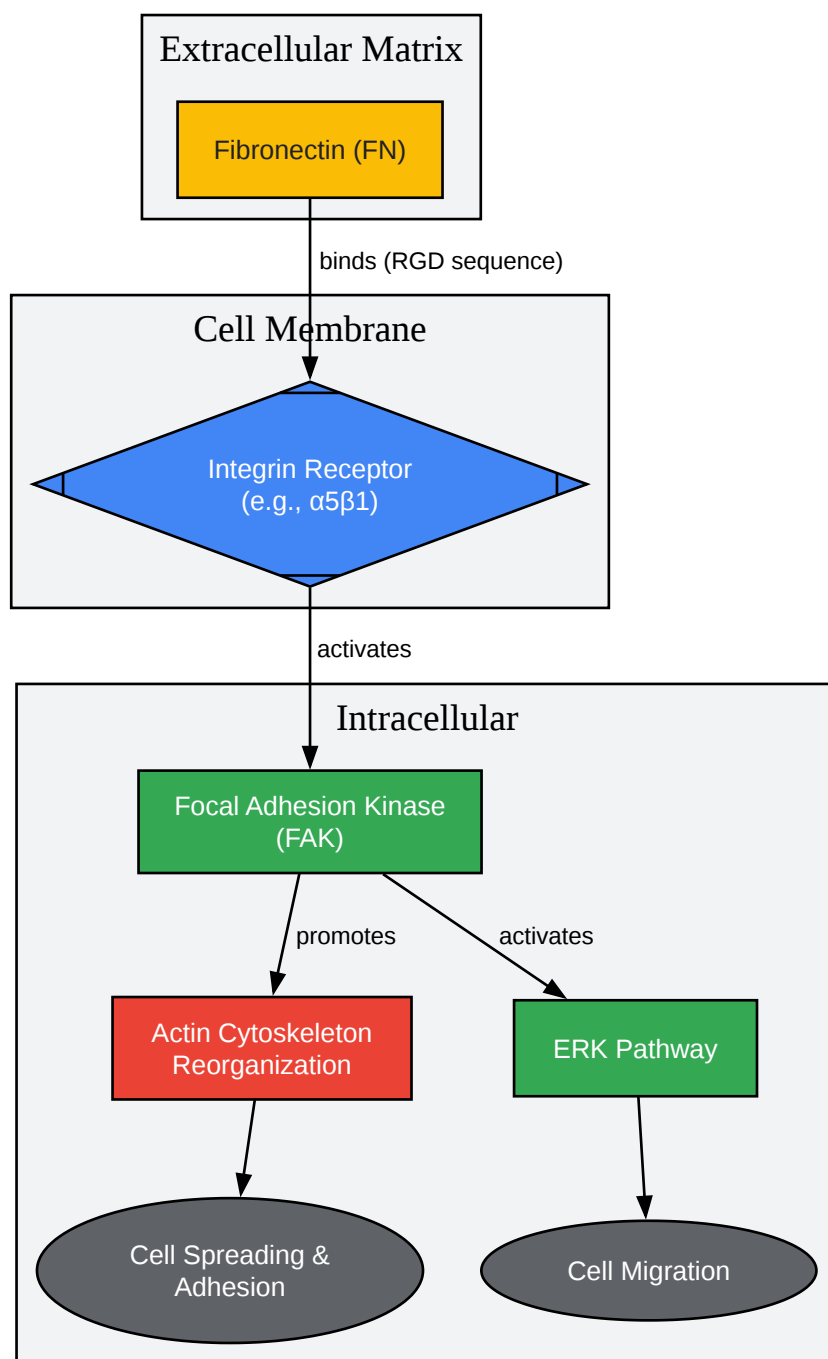 Extracellular Matrix
Fibronectin (FN)
binds (RGD sequence)
Cell Membrane
Integrin Receptor
(e.g., α5β1)
activates
Intracellular
Focal Adhesion Kinase
(FAK)
promotes
activates
Actin Cytoskeleton
Reorganization
ERK Pathway
Cell Spreading &
Adhesion
Cell Migration